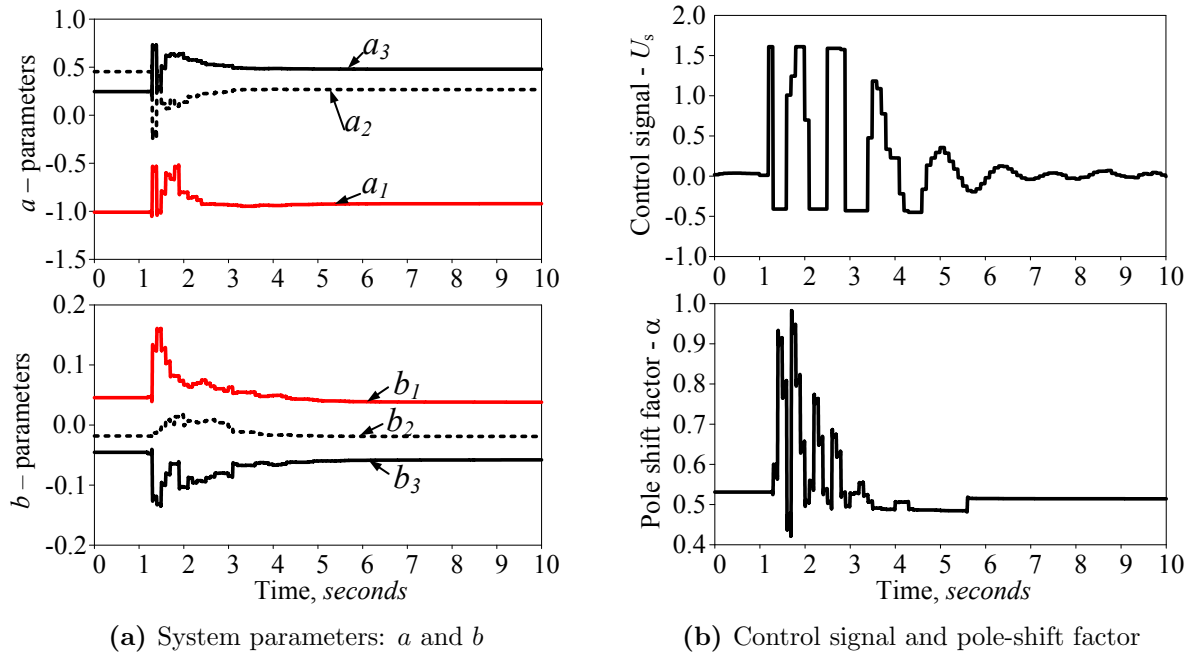 a – parameters
1.0
0.5
0.0
-0.5
-1.0
-1.5
a3
a2
a1
0 1 2 3 4 5 6 7 8 9 10
b – parameters
0.2
0.1
0.0
-0.1
-0.2
b1
b2
b3
0 1 2 3 4 5 6 7 8 9 10
Time, seconds
(a) System parameters: a and b
Control signal - Us
2.0
1.5
1.0
0.5
0.0
-0.5
-1.0
0 1 2 3 4 5 6 7 8 9 10
Pole shift factor - α
1.0
0.9
0.8
0.7
0.6
0.5
0.4
0 1 2 3 4 5 6 7 8 9 10
Time, seconds
(b) Control signal and pole-shift factor